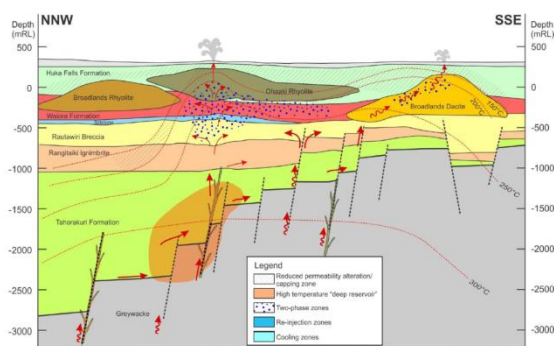 Depth
(mRL)
NNW
SSE
Depth
(mRL)
500
0
-500
-1000
-1500
-2000
-2500
-3000
500
0
-500
-1000
-1500
-2000
-2500
-3000
Huka Falls Formation
Broadlands Rhyolite
Ohaaki Rhyolite
Broadlands Dacite
Waiora Formation
Rautawiri Breccia
Rangitaiki Ignimbrite
Tahorakuri Formation
Greywacke
150°C
200°C
250°C
300°C
Legend
Reduced permeability alteration/
capping zone
High temperature "deep reservoir"
Two-phase zones
Re-injection zones
Cooling zones